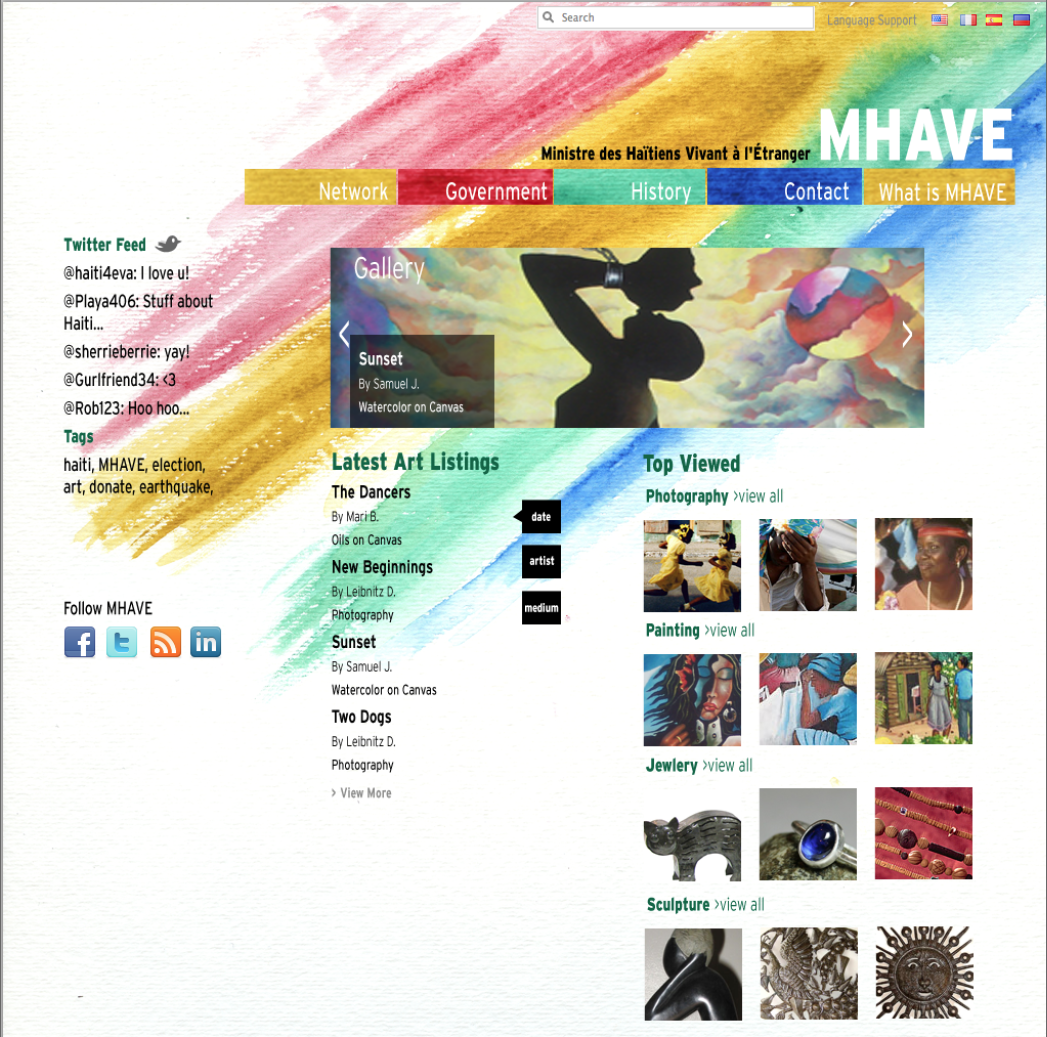 Search
Language Support
MHAVE
Ministre des Haïtiens Vivant à l'Étranger
Network
Government
History
Contact
What is MHAVE
Twitter Feed
@haiti4eva: I love u!
@Playa406: Stuff about
Haiti...
@sherrieberrie: yay!
@Gurlfriend34: <3
@Rob123: Hoo hoo...
Tags
haiti, MHAVE, election,
art, donate, earthquake,
Follow MHAVE
Gallery
Sunset
By Samuel J.
Watercolor on Canvas
Latest Art Listings
The Dancers
By Mari B.
Oils on Canvas
New Beginnings
By Leibnitz D.
Photography
Sunset
By Samuel J.
Watercolor on Canvas
Two Dogs
By Leibnitz D.
Photography
> View More
date
artist
medium
Top Viewed
Photography >view all
Painting >view all
Jewlery >view all
Sculpture >view all